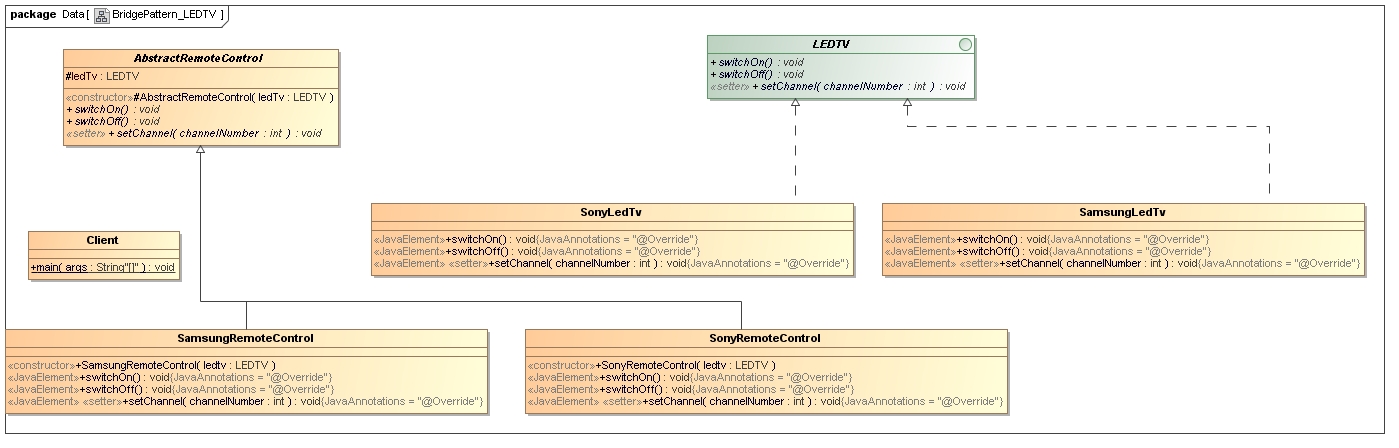 package Data [ BridgePattern_LEDTV ]
AbstractRemoteControl
#ledTv : LEDTV
«constructor»#AbstractRemoteControl( ledTv : LEDTV )
+ switchOn() : void
+ switchOff() : void
«setter» + setChannel( channelNumber : int ) : void
LEDTV
+ switchOn() : void
+ switchOff() : void
«setter» + setChannel( channelNumber : int ) : void
SonyLedTv
«JavaElement»+switchOn() : void{JavaAnnotations = "@Override"}
«JavaElement»+switchOff() : void{JavaAnnotations = "@Override"}
«JavaElement» «setter»+setChannel( channelNumber : int ) : void{JavaAnnotations = "@Override"}
SamsungLedTv
«JavaElement»+switchOn() : void{JavaAnnotations = "@Override"}
«JavaElement»+switchOff() : void{JavaAnnotations = "@Override"}
«JavaElement» «setter»+setChannel( channelNumber : int ) : void{JavaAnnotations = "@Override"}
Client
+main( args : String"[]" ) : void
SamsungRemoteControl
«constructor»+SamsungRemoteControl( ledtv : LEDTV )
«JavaElement»+switchOn() : void{JavaAnnotations = "@Override"}
«JavaElement»+switchOff() : void{JavaAnnotations = "@Override"}
«JavaElement» «setter»+setChannel( channelNumber : int ) : void{JavaAnnotations = "@Override"}
SonyRemoteControl
«constructor»+SonyRemoteControl( ledtv : LEDTV )
«JavaElement»+switchOn() : void{JavaAnnotations = "@Override"}
«JavaElement»+switchOff() : void{JavaAnnotations = "@Override"}
«JavaElement» «setter»+setChannel( channelNumber : int ) : void{JavaAnnotations = "@Override"}